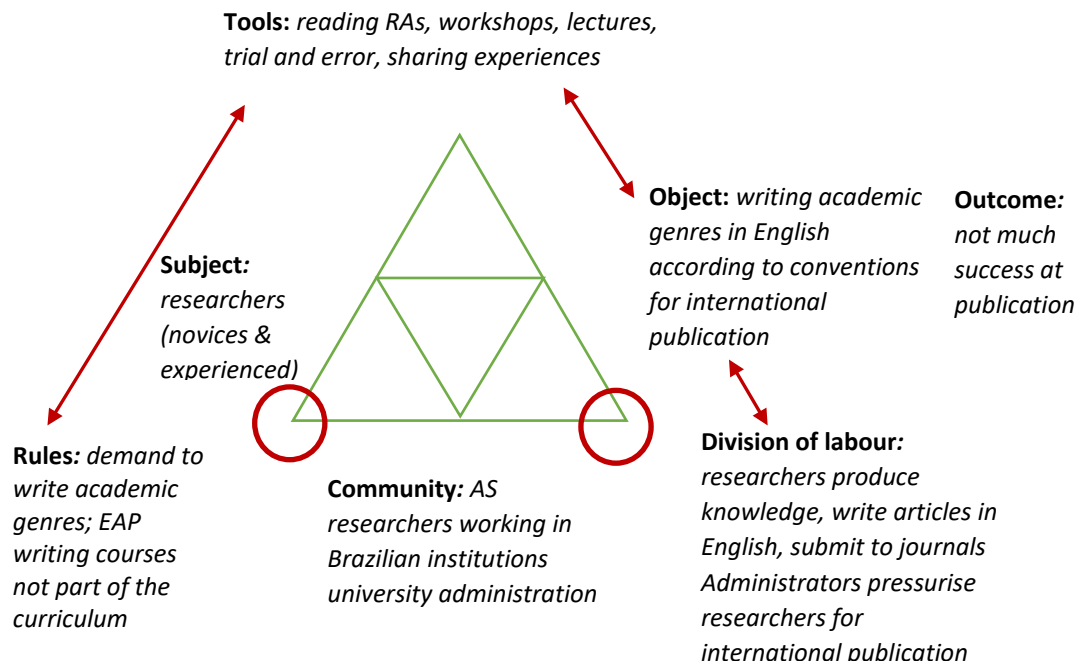 Tools: reading RAs, workshops, lectures,
trial and error, sharing experiences
Subject:
researchers
(novices &
experienced)
Object: writing academic
genres in English
according to conventions
for international
publication
Outcome:
not much
success at
publication
Rules: demand to
write academic
genres; EAP
writing courses
not part of the
curriculum
Community: AS
researchers working in
Brazilian institutions
university administration
Division of labour:
researchers produce
knowledge, write articles in
English, submit to journals
Administrators pressurise
researchers for
international publication